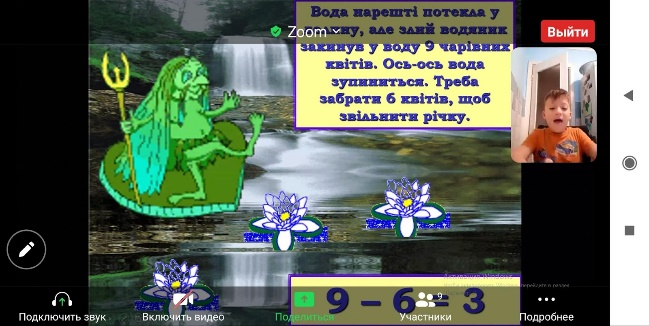 Вода нарешті потекла у
але злий водяник
закинув у воду 9 чарівних
квітів. Ось-ось вода
зупиниться. Треба
забрати 6 квітів, щоб
звільнити річку.
Zoom
Выйти
9 – 6 = 3
9
Подключить звук
Включить видео
Поделиться
Участники
Подробнее